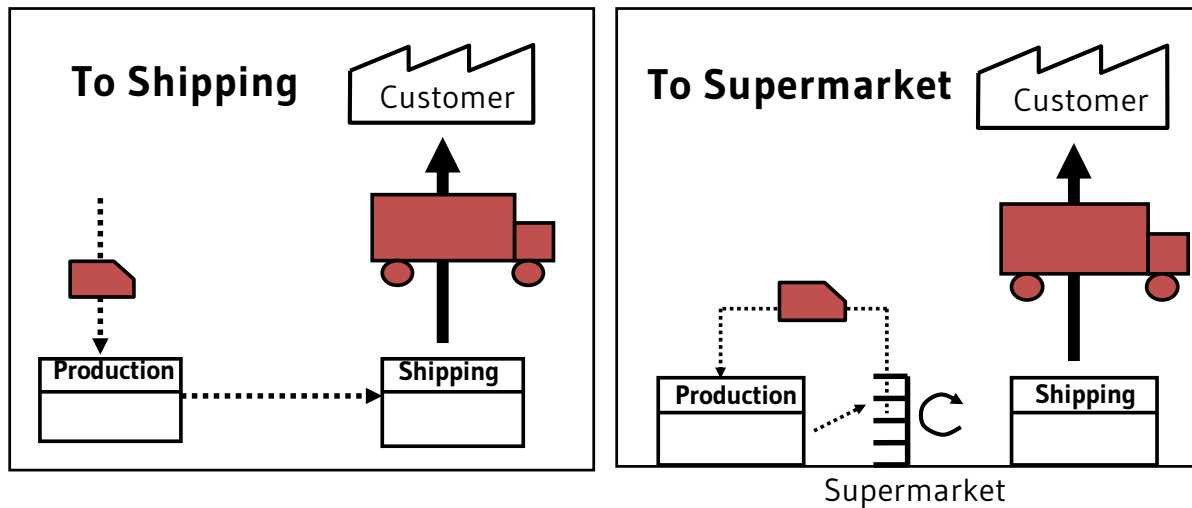 To Shipping
Customer
Production
Shipping
To Supermarket
Customer
Production
Shipping
Supermarket